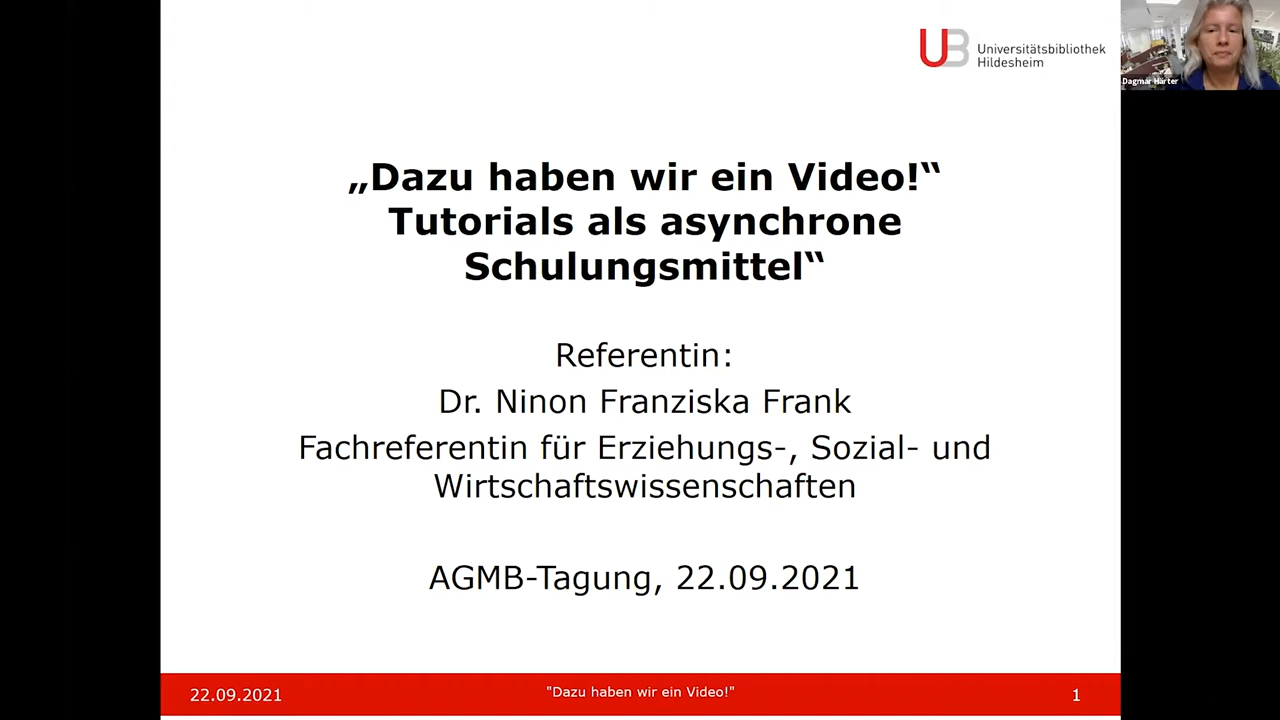 UB Universitätsbibliothek
Hildesheim
Dagmar Härter
„Dazu haben wir ein Video!“
Tutorials als asynchrone
Schulungsmittel“
Referentin:
Dr. Ninon Franziska Frank
Fachreferentin für Erziehungs-, Sozial- und
Wirtschaftswissenschaften
AGMB-Tagung, 22.09.2021
22.09.2021
"Dazu haben wir ein Video!"
1